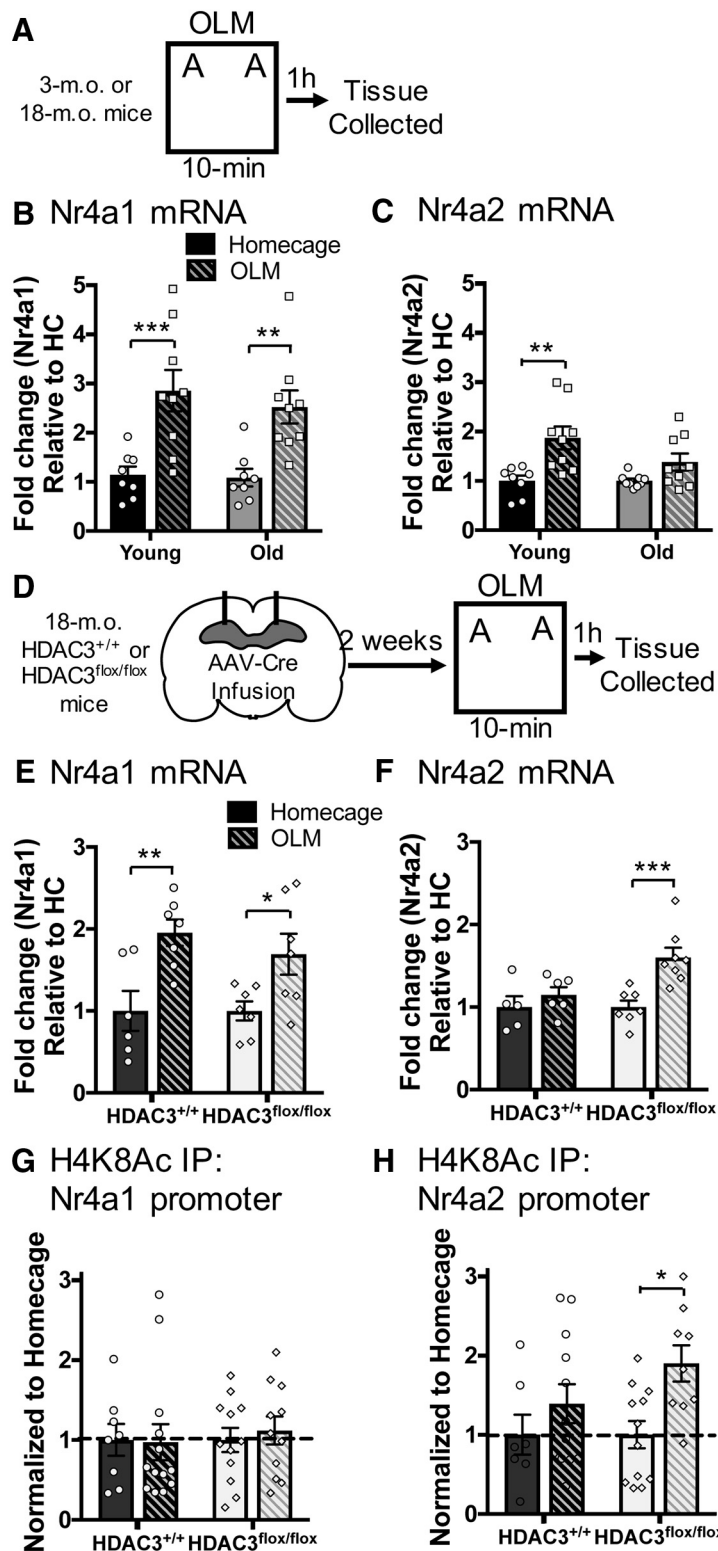 A
OLM
A A
3-m.o. or
18-m.o. mice
1h
Tissue
Collected
10-min
B Nr4a1 mRNA
Homecage
OLM
Fold change (Nr4a1)
Relative to HC
5
4
3
2
1
0
***
**
Young Old
C Nr4a2 mRNA
Fold change (Nr4a2)
Relative to HC
5
4
3
2
1
0
**
Young Old
D
18-m.o.
HDAC3+/+ or
HDAC3flox/flox
mice
AAV-Cre
Infusion
2 weeks
OLM
A A
10-min
1h
Tissue
Collected
E Nr4a1 mRNA
Homecage
OLM
Fold change (Nr4a1)
Relative to HC
3
2
1
0
**
*
HDAC3+/+ HDAC3flox/flox
F Nr4a2 mRNA
Fold change (Nr4a2)
Relative to HC
3
2
1
0
***
HDAC3+/+ HDAC3flox/flox
G H4K8Ac IP:
Nr4a1 promoter
Normalized to Homecage
3
2
1
0
HDAC3+/+ HDAC3flox/flox
H H4K8Ac IP:
Nr4a2 promoter
Normalized to Homecage
3
2
1
0
*
HDAC3+/+ HDAC3flox/flox